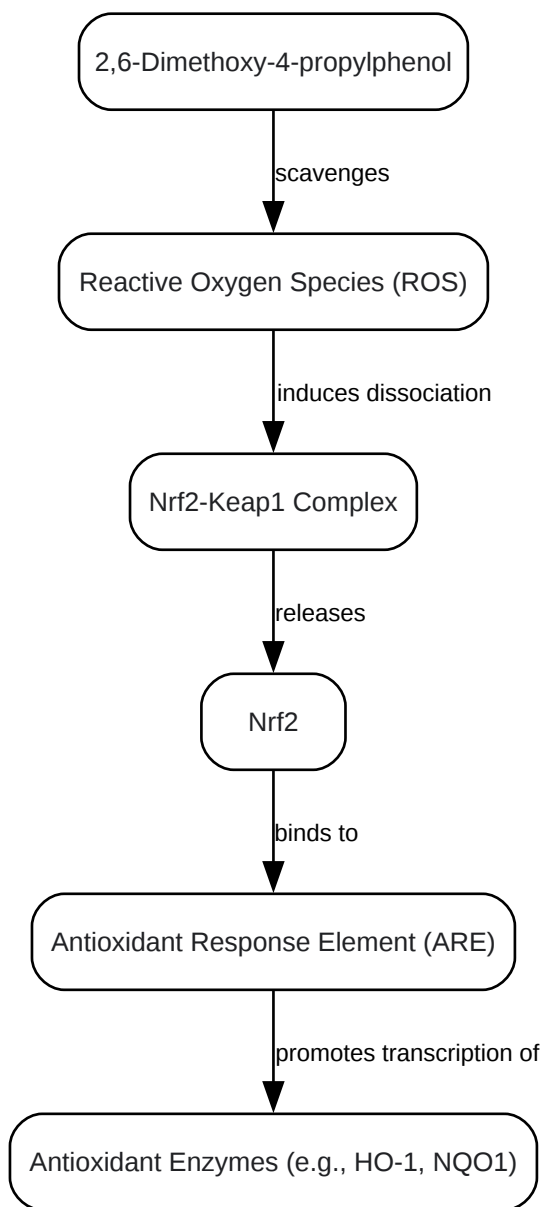 2,6-Dimethoxy-4-propylphenol
scavenges
Reactive Oxygen Species (ROS)
induces dissociation
Nrf2-Keap1 Complex
releases
Nrf2
binds to
Antioxidant Response Element (ARE)
promotes transcription of
Antioxidant Enzymes (e.g., HO-1, NQO1)